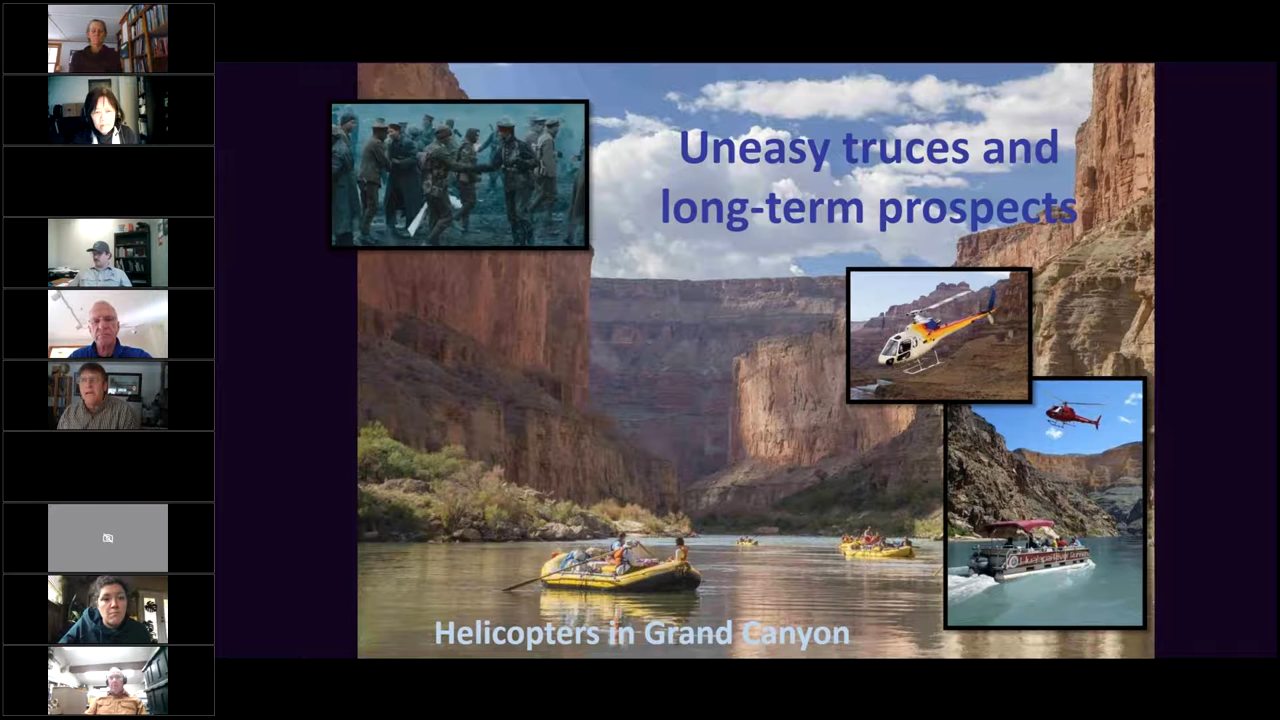 Uneasy truces and
long-term prospects
Helicopters in Grand Canyon